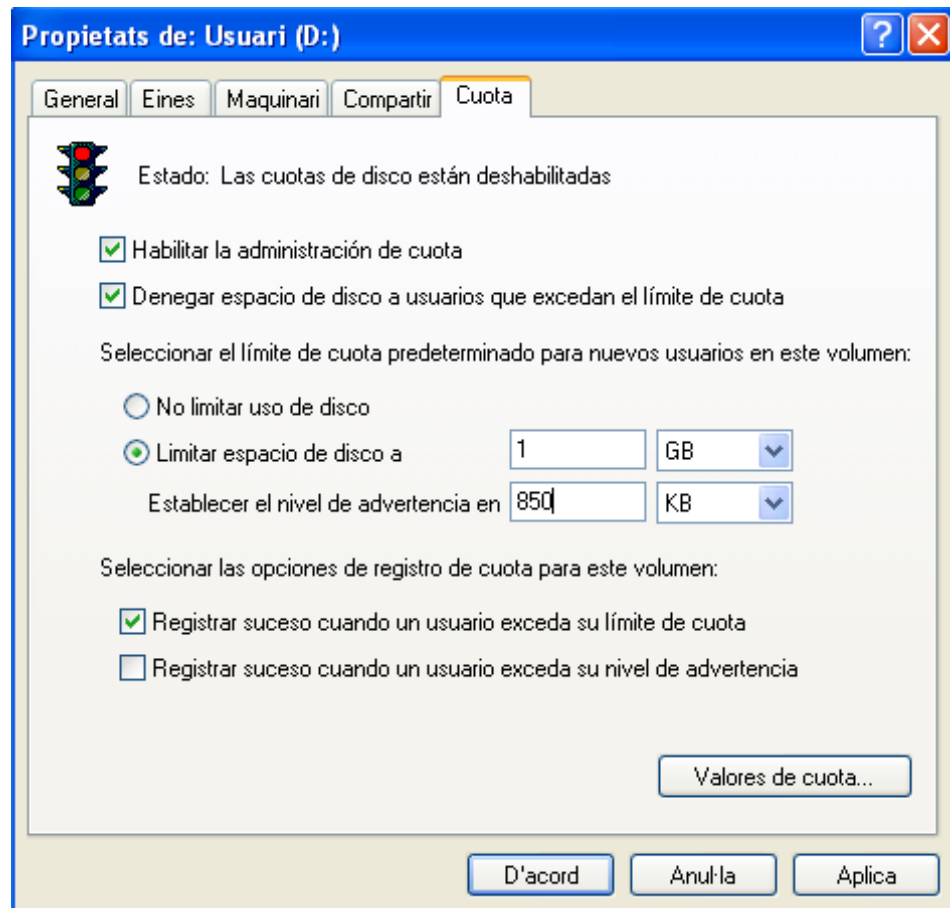 Propietats de: Usuari (D:)
General Eines Maquinari Compartir Cuota
Estado: Las cuotas de disco están deshabilitadas
Habilitar la administración de cuota
Denegar espacio de disco a usuarios que excedan el límite de cuota
Seleccionar el límite de cuota predeterminado para nuevos usuarios en este volumen:
No limitar uso de disco
Limitar espacio de disco a 1 GB
Establecer el nivel de advertencia en 850 KB
Seleccionar las opciones de registro de cuota para este volumen:
Registrar suceso cuando un usuario exceda su límite de cuota
Registrar suceso cuando un usuario exceda su nivel de advertencia
Valores de cuota...
D'acord Anul·la Aplica